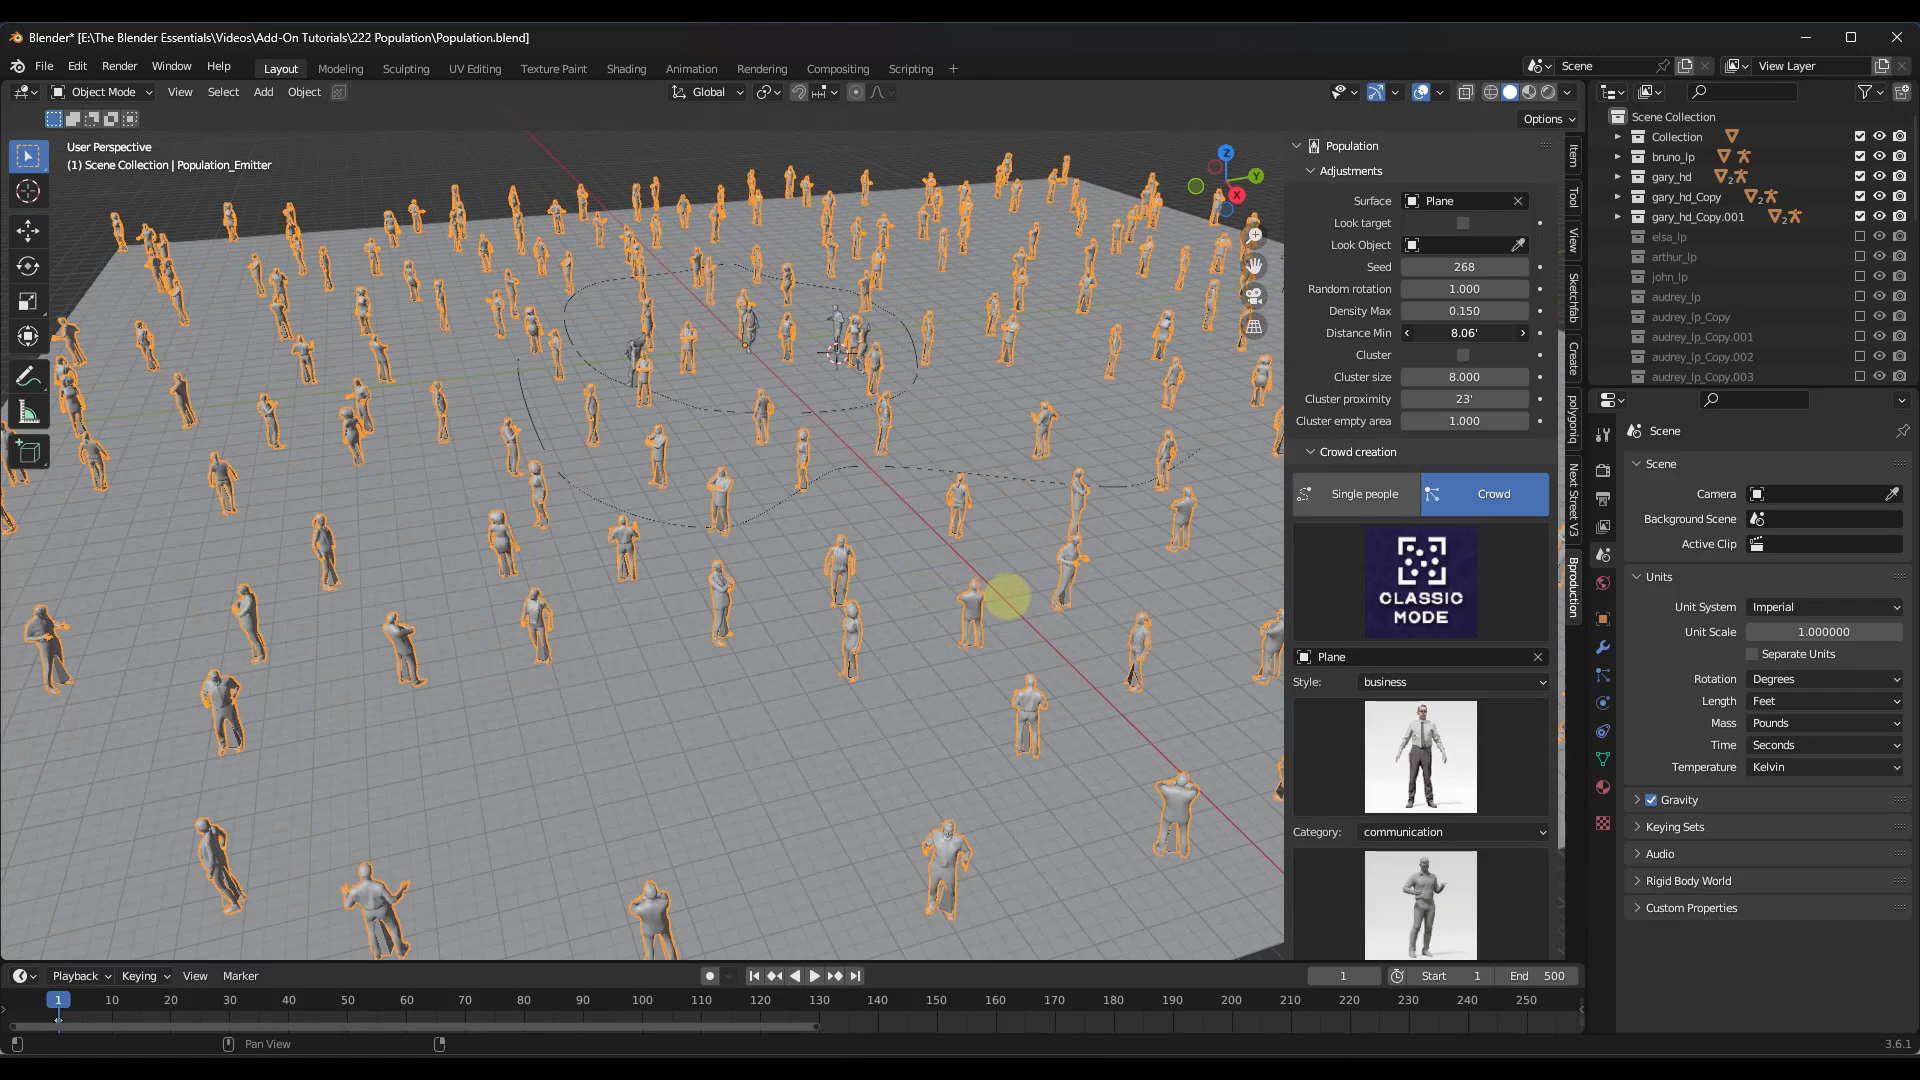 Blender* [E:\The Blender Essentials\Videos\Add-On Tutorials\222 Population\Population.blend]
File Edit Render Window Help Layout Modeling Sculpting UV Editing Texture Paint Shading Animation Rendering Compositing Scripting + Scene View Layer
Object Mode View Select Add Object Global
Options
User Perspective
(1) Scene Collection | Population_Emitter
Z
Y
X
Population
Adjustments
Surface Plane
Look target
Look Object
Seed 268
Random rotation 1.000
Density Max 0.150
Distance Min 8.06'
Cluster
Cluster size 8.000
Cluster proximity 23'
Cluster empty area 1.000
Crowd creation
Single people Crowd
CLASSIC
MODE
Plane
Style: business
Category: communication
Item
Tool
View
Sketchfab
Create
polygoniq
Next Street V3
Bproduction
Scene Collection
Collection
bruno_lp
gary_hd 2
gary_hd_Copy 2
gary_hd_Copy.001 2
elsa_lp
arthur_lp
john_lp
audrey_lp
audrey_lp_Copy
audrey_lp_Copy.001
audrey_lp_Copy.002
audrey_lp_Copy.003
Scene
Scene
Camera
Background Scene
Active Clip
Units
Unit System Imperial
Unit Scale 1.000000
Separate Units
Rotation Degrees
Length Feet
Mass Pounds
Time Seconds
Temperature Kelvin
Gravity
Keying Sets
Audio
Rigid Body World
Custom Properties
Playback Keying View Marker 1 Start 1 End 500
1 10 20 30 40 50 60 70 80 90 100 110 120 130 140 150 160 170 180 190 200 210 220 230 240 250
Pan View 3.6.1